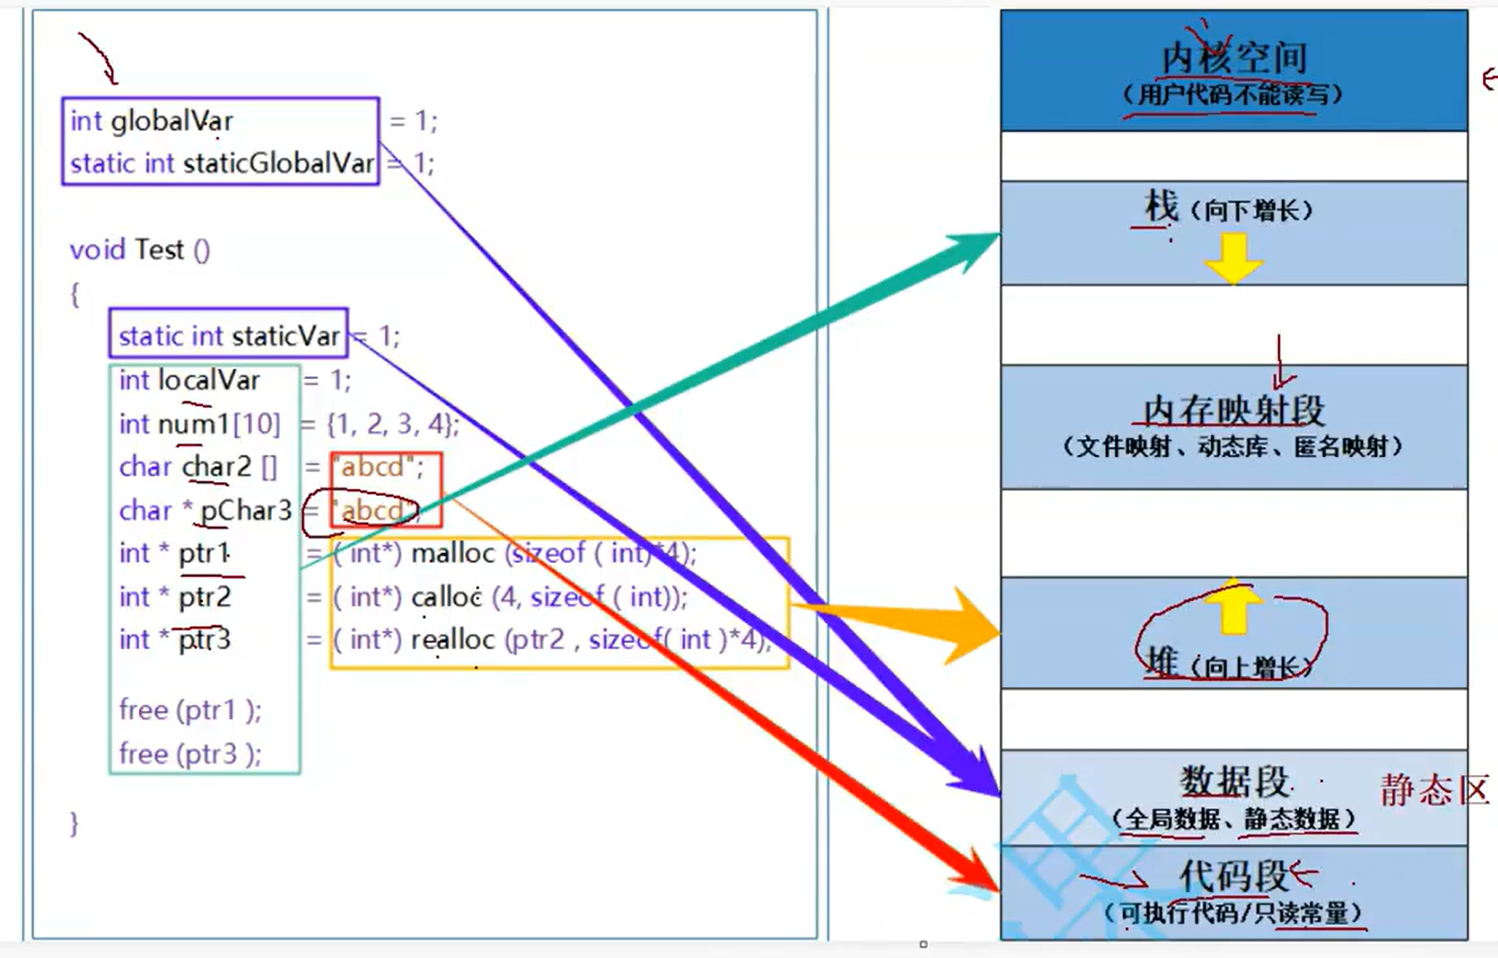 int globalVar = 1;
static int staticGlobalVar = 1;
void Test ()
{
static int staticVar = 1;
int localVar = 1;
int num1[10] = {1, 2, 3, 4};
char char2 [] = "abcd";
char * pChar3 = "abcd";
int * ptr1 = ( int*) malloc (sizeof ( int)*4);
int * ptr2 = ( int*) calloc (4, sizeof ( int));
int * ptr3 = ( int*) realloc (ptr2 , sizeof( int )*4);
free (ptr1 );
free (ptr3 );
}
内核空间
（用户代码不能读写）
栈（向下增长）
内存映射段
（文件映射、动态库、匿名映射）
堆（向上增长）
数据段
静态区
（全局数据、静态数据）
代码段
（可执行代码/只读常量）